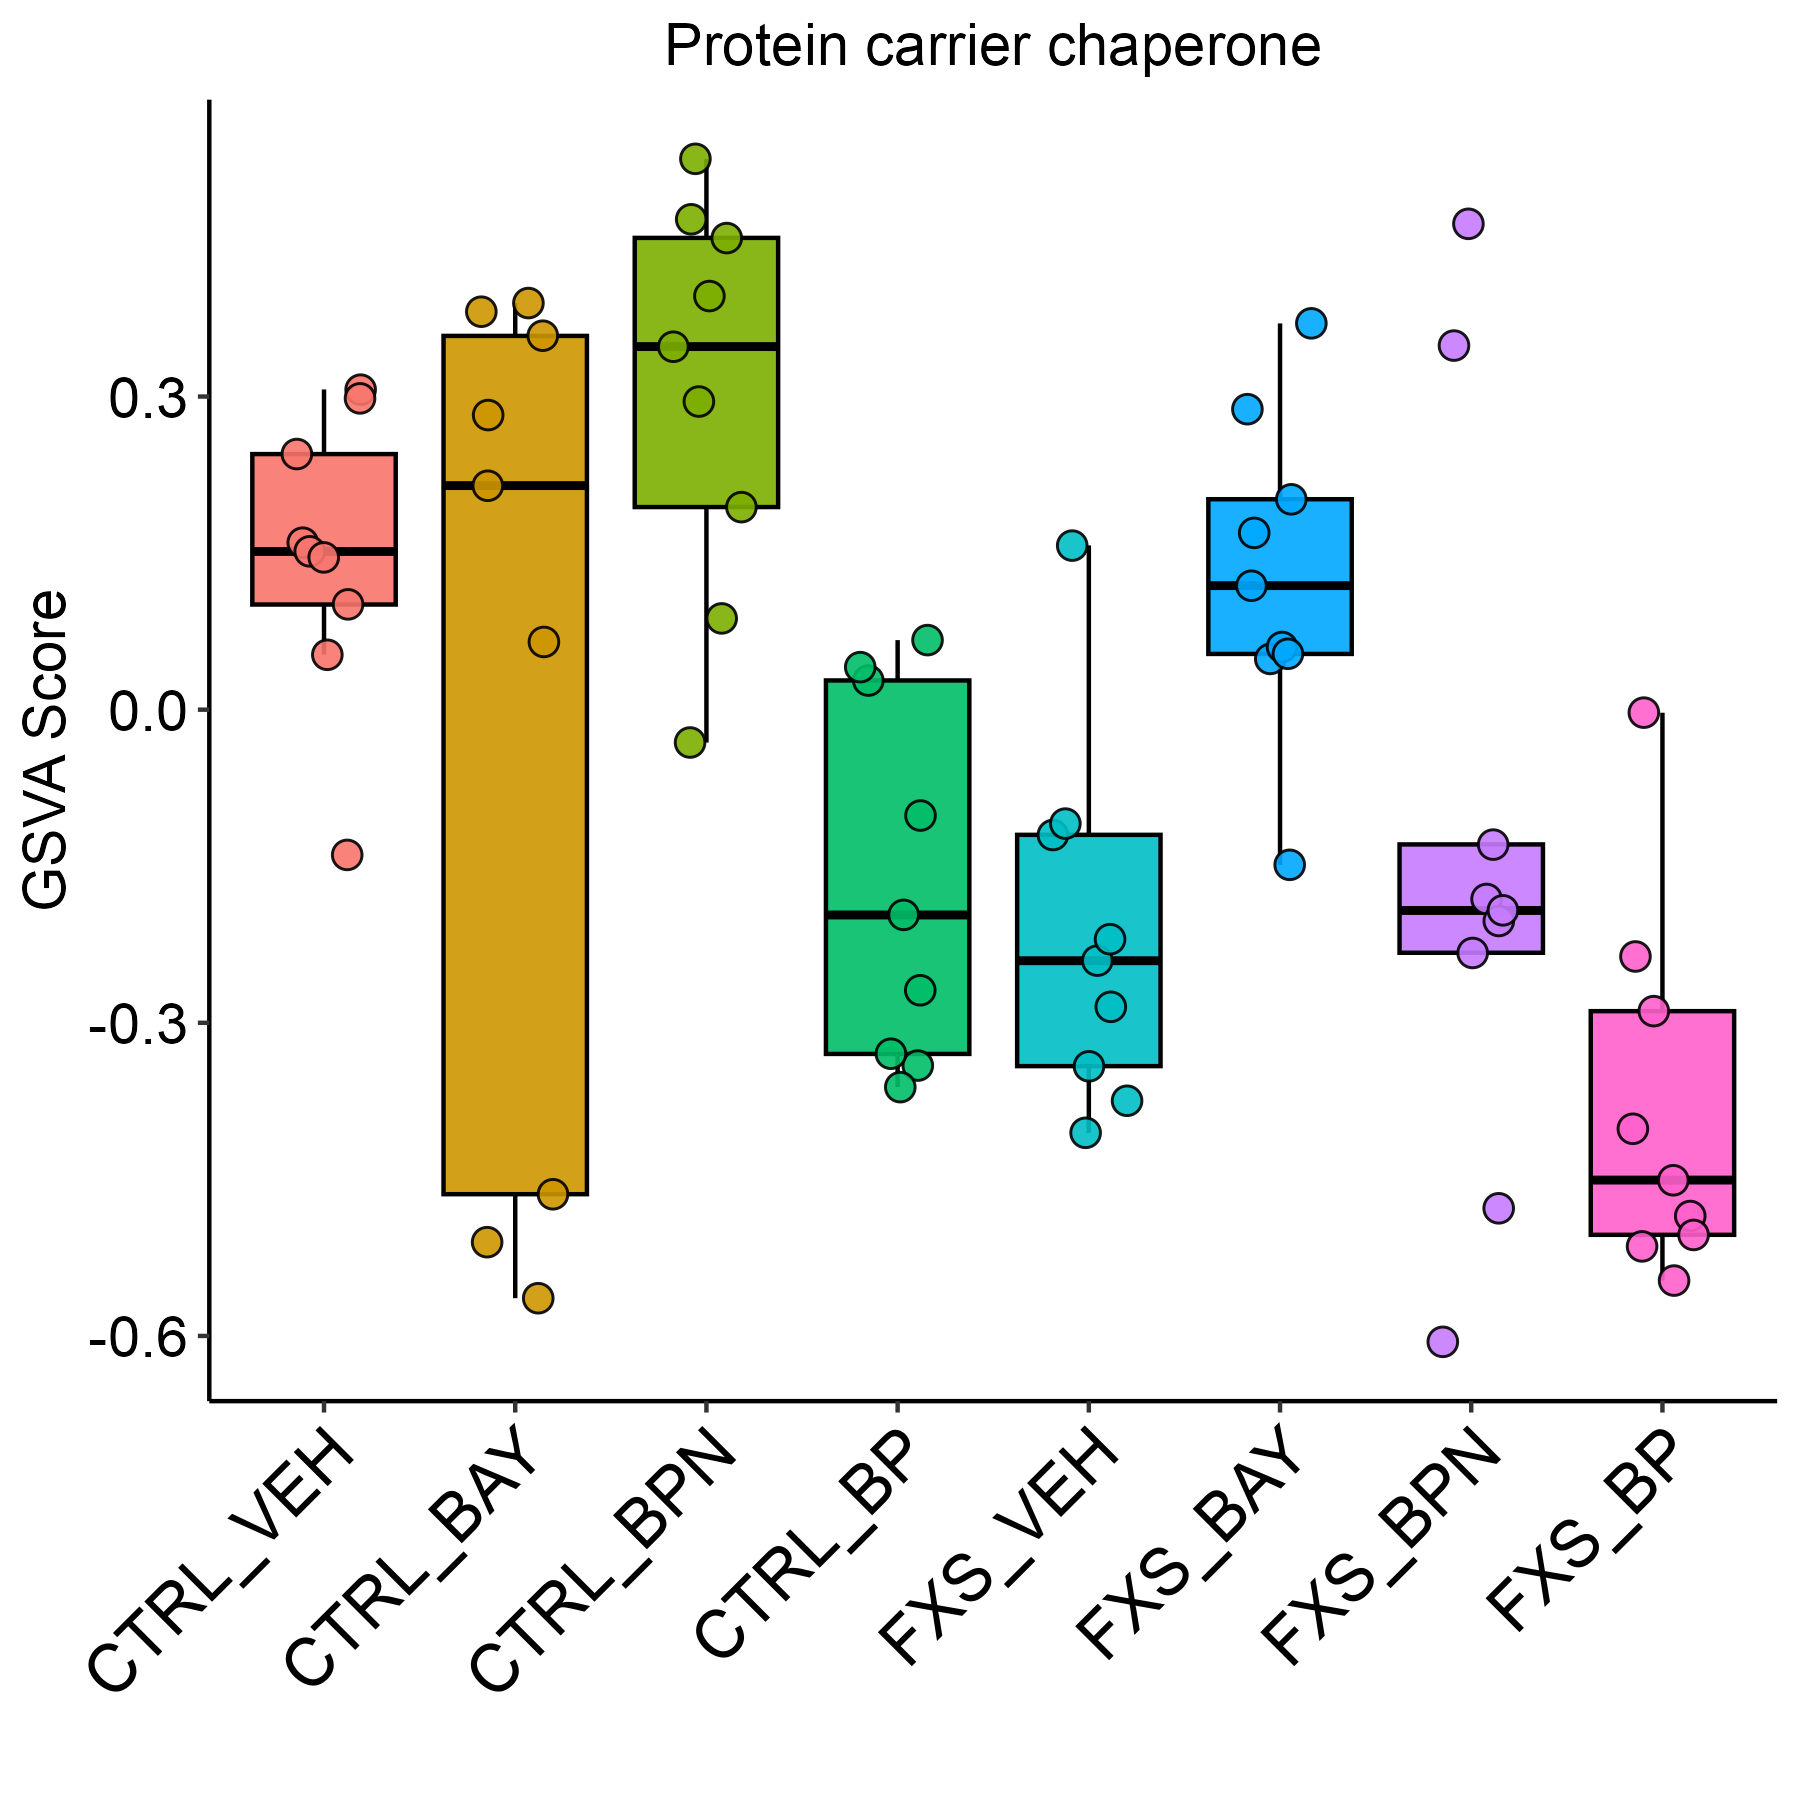 Protein carrier chaperone
GSVA Score
0.3
0.0
-0.3
-0.6
CTRL_VEH
CTRL_BAY
CTRL_BPN
CTRL_BP
FXS_VEH
FXS_BAY
FXS_BPN
FXS_BP